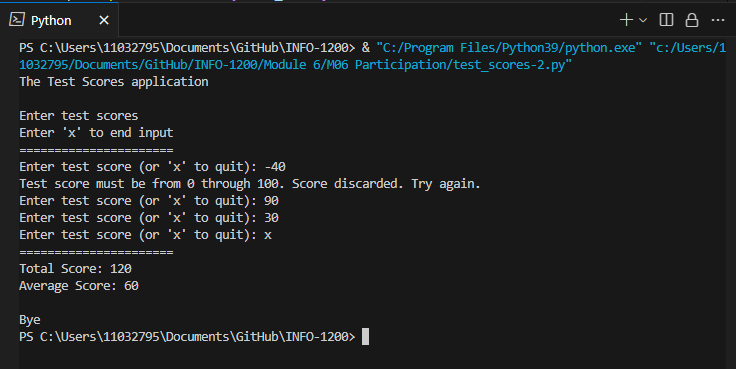 Python
PS C:\Users\11032795\Documents\GitHub\INFO-1200> & "C:/Program Files/Python39/python.exe" "c:/Users/1
1032795/Documents/GitHub/INFO-1200/Module 6/M06 Participation/test_scores-2.py"
The Test Scores application
Enter test scores
Enter 'x' to end input
======================
Enter test score (or 'x' to quit): -40
Test score must be from 0 through 100. Score discarded. Try again.
Enter test score (or 'x' to quit): 90
Enter test score (or 'x' to quit): 30
Enter test score (or 'x' to quit): x
======================
Total Score: 120
Average Score: 60
Bye
PS C:\Users\11032795\Documents\GitHub\INFO-1200>